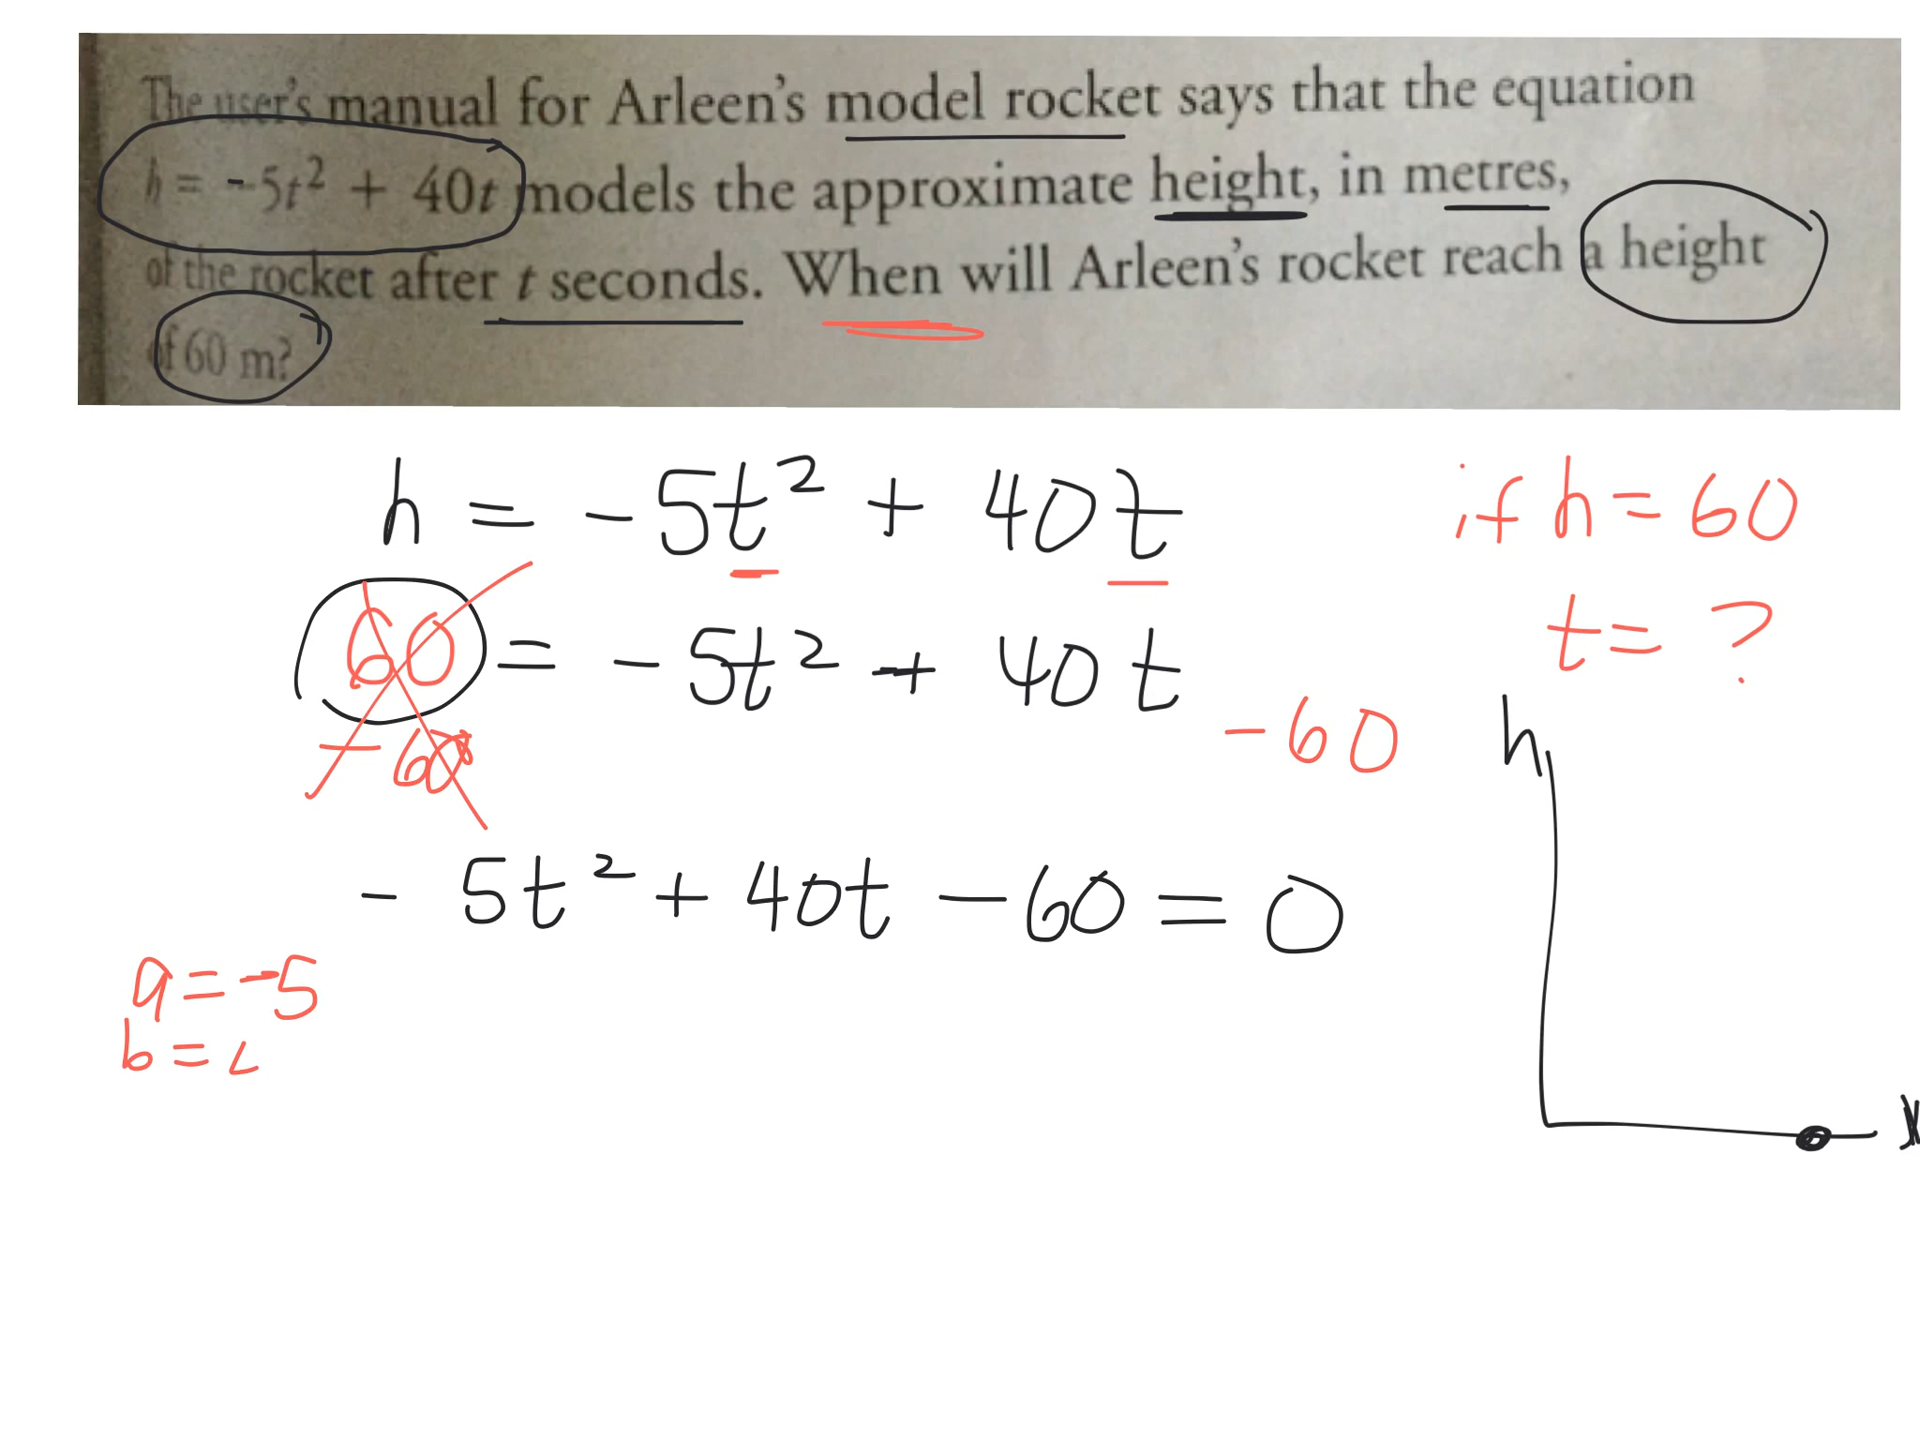 The user's manual for Arleen's model rocket says that the equation
h = -5t² + 40t models the approximate height, in metres,
of the rocket after t seconds. When will Arleen's rocket reach a height
of 60 m?
h = -5t² + 40t
if h = 60
60 = -5t² + 40t
t = ?
-60
-60
h
-5t² + 40t - 60 = 0
a = -5
b =